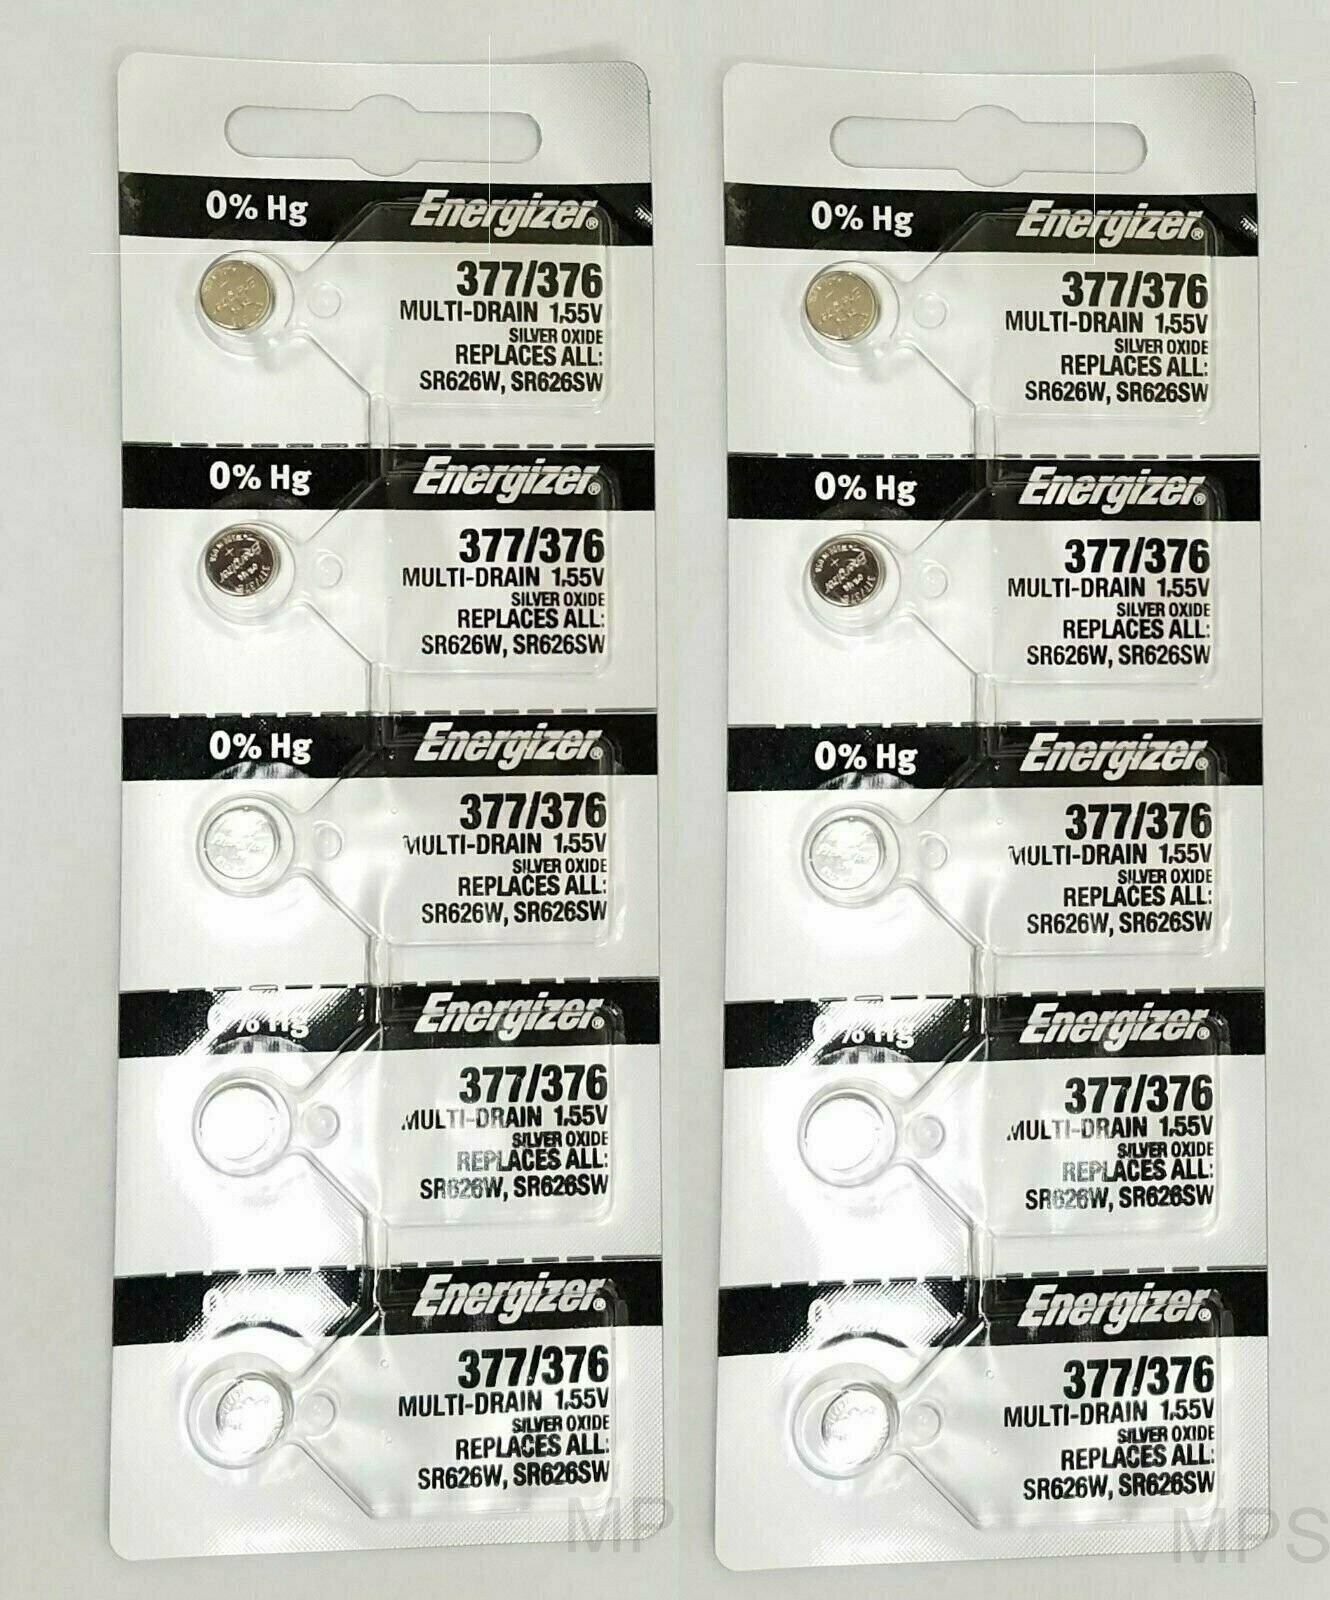 0% Hg Energizer®
377/376
MULTI-DRAIN 1.55V
SILVER OXIDE
REPLACES ALL:
SR626W, SR626SW
0% Hg Energizer®
377/376
MULTI-DRAIN 1.55V
SILVER OXIDE
REPLACES ALL:
SR626W, SR626SW
0% Hg Energizer®
377/376
MULTI-DRAIN 1.55V
SILVER OXIDE
REPLACES ALL:
SR626W, SR626SW
0% Hg Energizer®
377/376
MULTI-DRAIN 1.55V
SILVER OXIDE
REPLACES ALL:
SR626W, SR626SW
Energizer®
377/376
MULTI-DRAIN 1.55V
SILVER OXIDE
REPLACES ALL:
SR626W, SR626SW
MP
0% Hg Energizer®
377/376
MULTI-DRAIN 1.55V
SILVER OXIDE
REPLACES ALL:
SR626W, SR626SW
0% Hg Energizer®
377/376
MULTI-DRAIN 1.55V
SILVER OXIDE
REPLACES ALL:
SR626W, SR626SW
0% Hg Energizer®
377/376
MULTI-DRAIN 1.55V
SILVER OXIDE
REPLACES ALL:
SR626W, SR626SW
0% Hg Energizer®
377/376
MULTI-DRAIN 1.55V
SILVER OXIDE
REPLACES ALL:
SR626W, SR626SW
Energizer®
377/376
MULTI-DRAIN 1.55V
SILVER OXIDE
REPLACES ALL:
SR626W, SR626SW
MPS